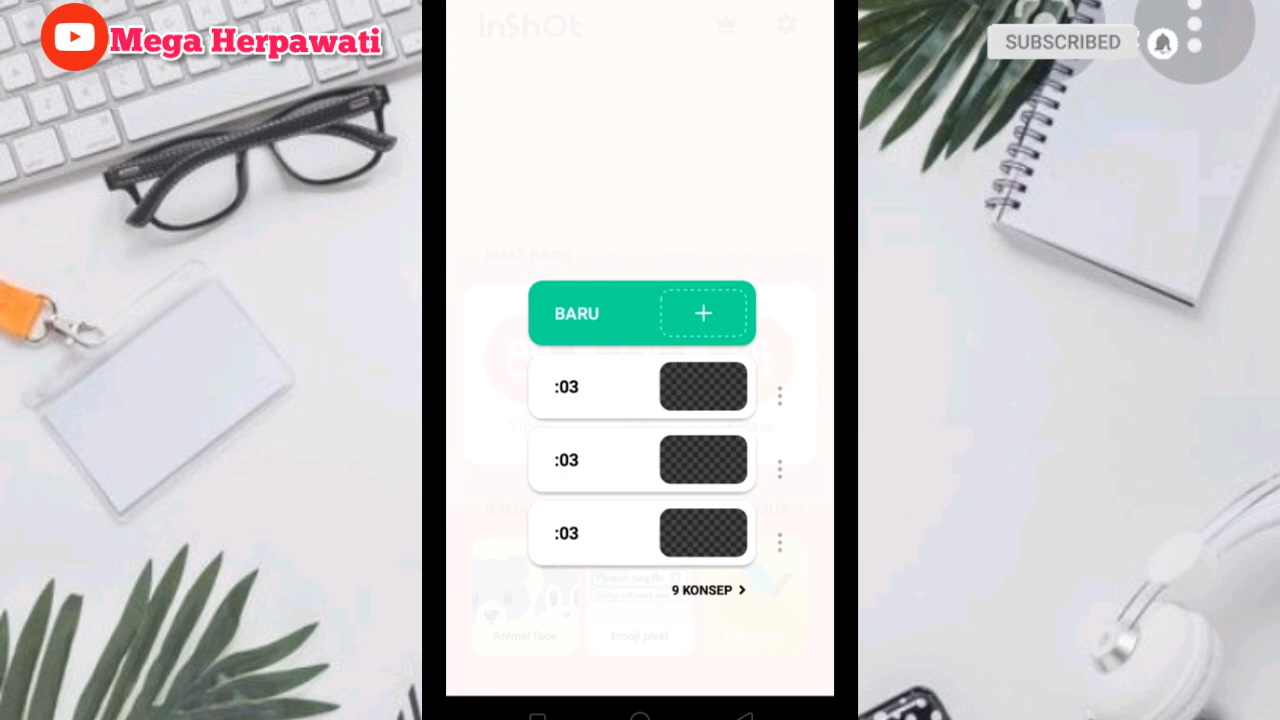 Mega Herpawati
InShOt
SUBSCRIBED
BUAT BARU
BARU
:03
:03
:03
9 KONSEP
Animal face
Emoji pixel